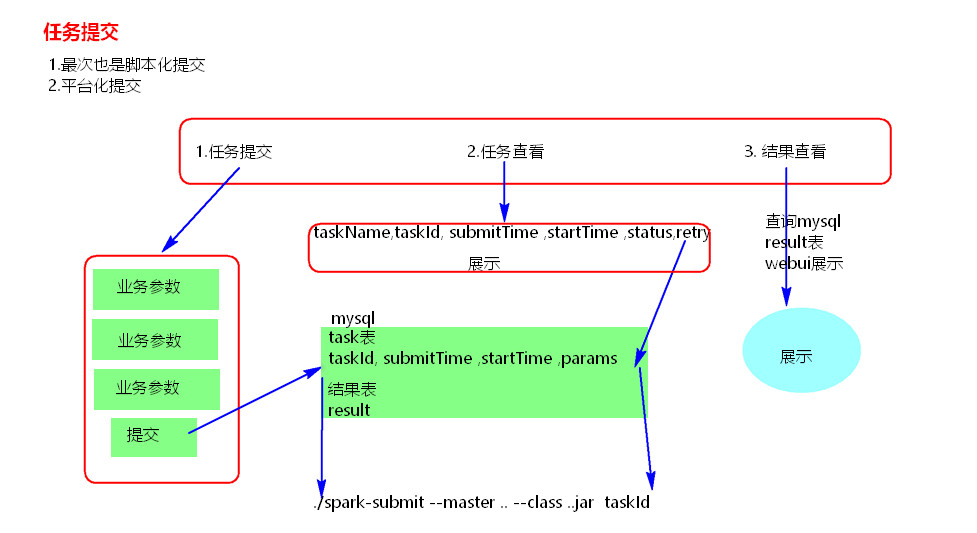 任务提交
1.最次也是脚本化提交
2.平台化提交
1.任务提交
2.任务查看
3. 结果查看
taskName,taskId, submitTime ,startTime ,status,retry
展示
查询mysql
result表
webui展示
业务参数
业务参数
业务参数
提交
mysql
task表
taskId, submitTime ,startTime ,params
结果表
result
展示
./spark-submit --master .. --class ..jar taskId